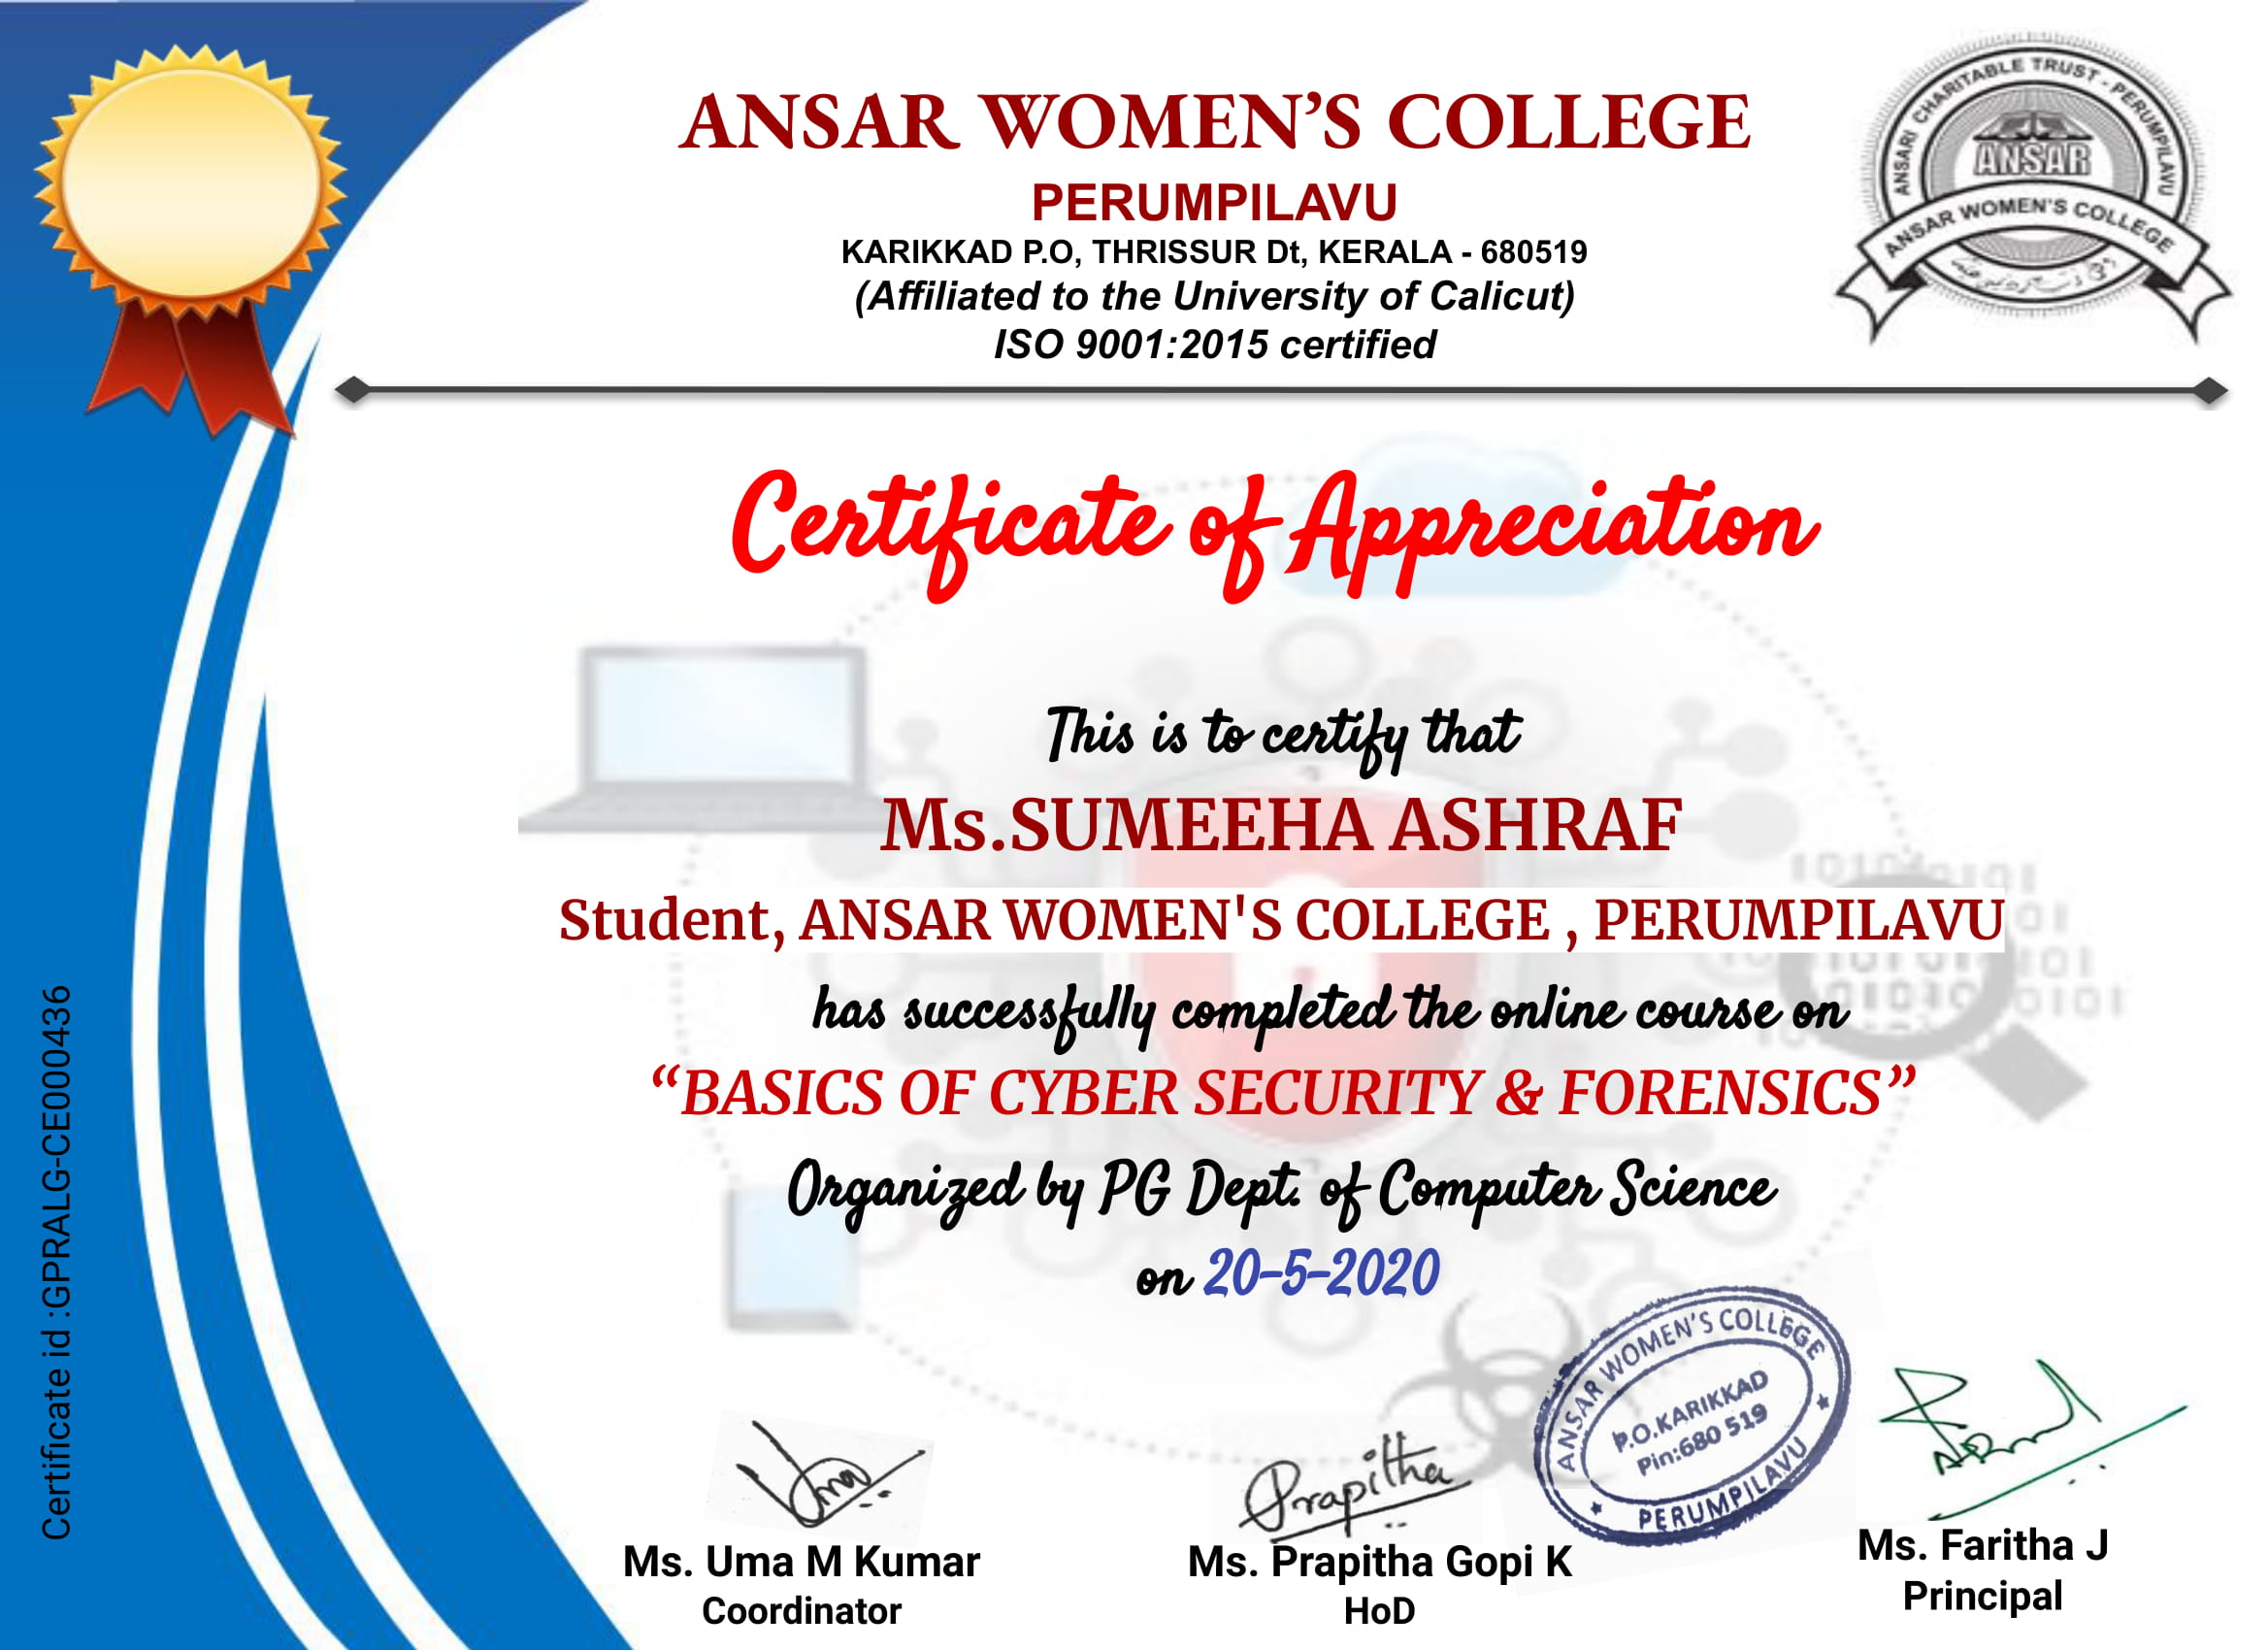 ANSAR WOMEN’S COLLEGE
PERUMPILAVU
KARIKKAD P.O, THRISSUR Dt, KERALA - 680519
(Affiliated to the University of Calicut)
ISO 9001:2015 certified
ANSARI CHARITABLE TRUST - PERUMPILAVU
ANSAR
ANSAR WOMEN'S COLLEGE
Certificate of Appreciation
This is to certify that
Ms.SUMEEHA ASHRAF
Student, ANSAR WOMEN'S COLLEGE , PERUMPILAVU
has successfully completed the online course on
“BASICS OF CYBER SECURITY & FORENSICS”
Organized by PG Dept. of Computer Science
on 20-5-2020
Certificate id :GPRALG-CE000436
ANSAR WOMEN'S COLLEGE
P.O.KARIKKAD
Pin:680 519
PERUMPILAVU
Uma
Prapitha
Ms. Uma M Kumar
Coordinator
Ms. Prapitha Gopi K
HoD
Ms. Faritha J
Principal